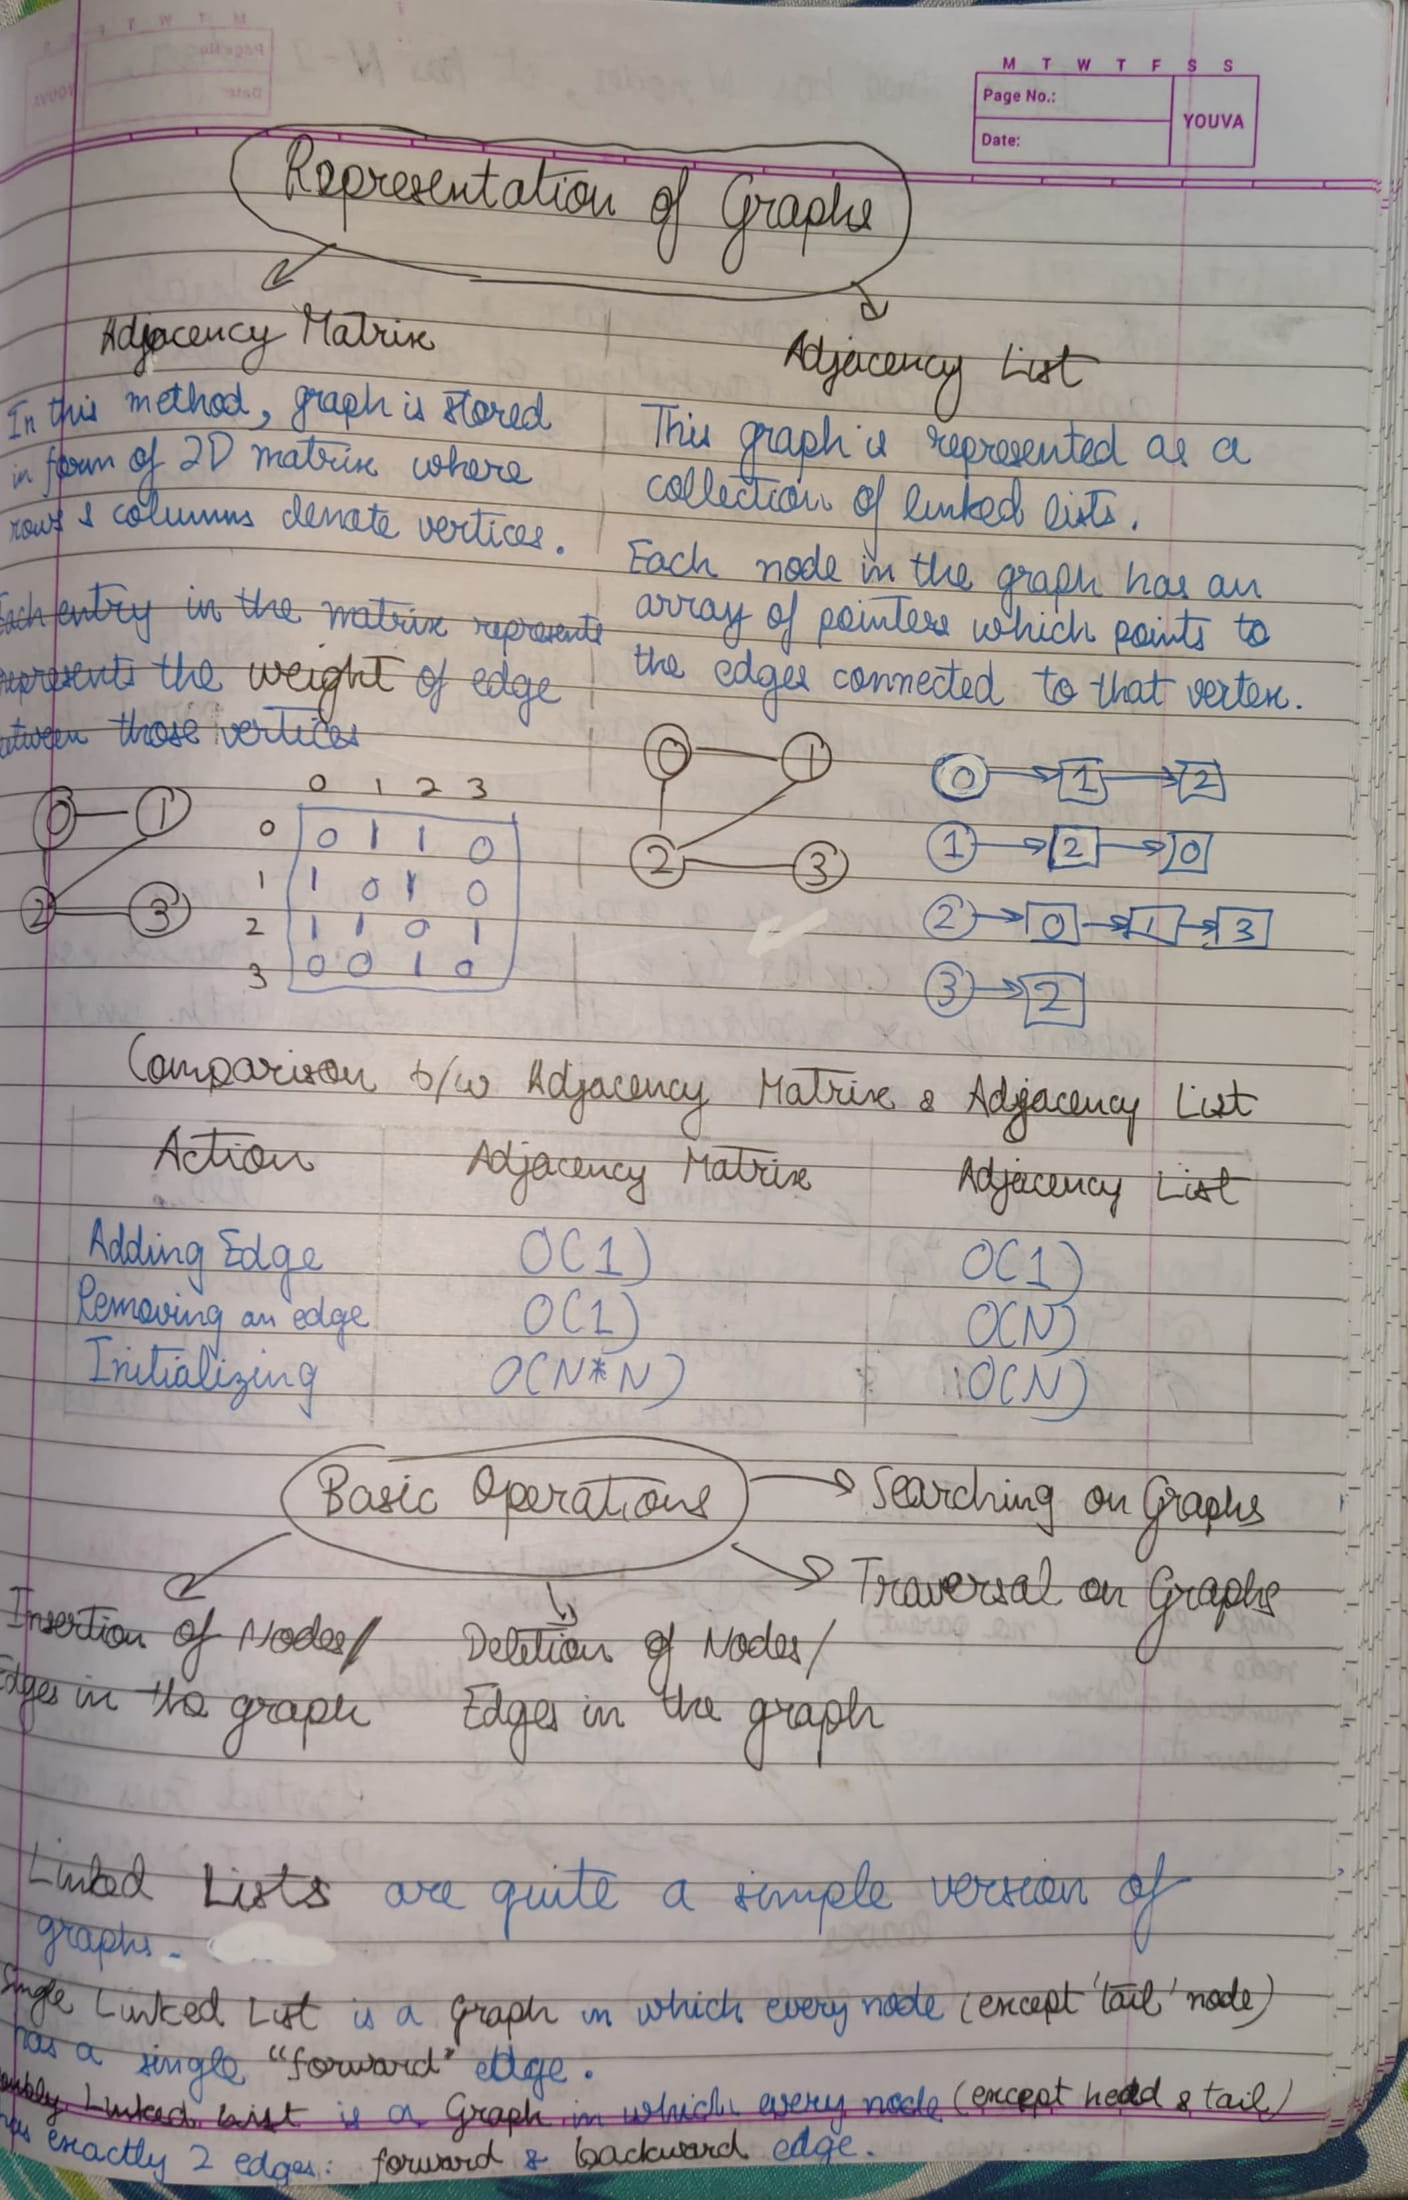 M T W T F S S
Page No.:
YOUVA
Date:
Representation of Graphs
Adjacency Matrix
In this method, graph is stored
in form of 2D matrix where
rows & columns denote vertices.
Each entry in the matrix represents
represents the weight of edge
between those vertices
0 1
2 3
0 1 2 3
0 0 1 1 0
1 1 0 1 0
2 1 1 0 1
3 0 0 1 0
Adjacency List
This graph is represented as a
collection of linked lists.
Each node in the graph has an
array of pointers which points to
the edges connected to that vertex.
0 1
2 3
0 → 1 → 2
1 → 2 → 0
2 → 0 → 1 → 3
3 → 2
Comparison b/w Adjacency Matrix & Adjacency List
Action Adjacency Matrix Adjacency List
Adding Edge O(1) O(1)
Removing an edge O(1) O(N)
Initializing O(N*N) O(N)
Basic Operations
Searching on Graphs
Traversal on Graphs
Insertion of Nodes/
Edges in the graph
Deletion of Nodes/
Edges in the graph
Linked Lists are quite a simple version of
graphs.
Single Linked List is a Graph in which every node (except 'tail' node)
has a single "forward" edge.
Linked List is a Graph in which every node (except head & tail)
has exactly 2 edges: forward & backward edge.